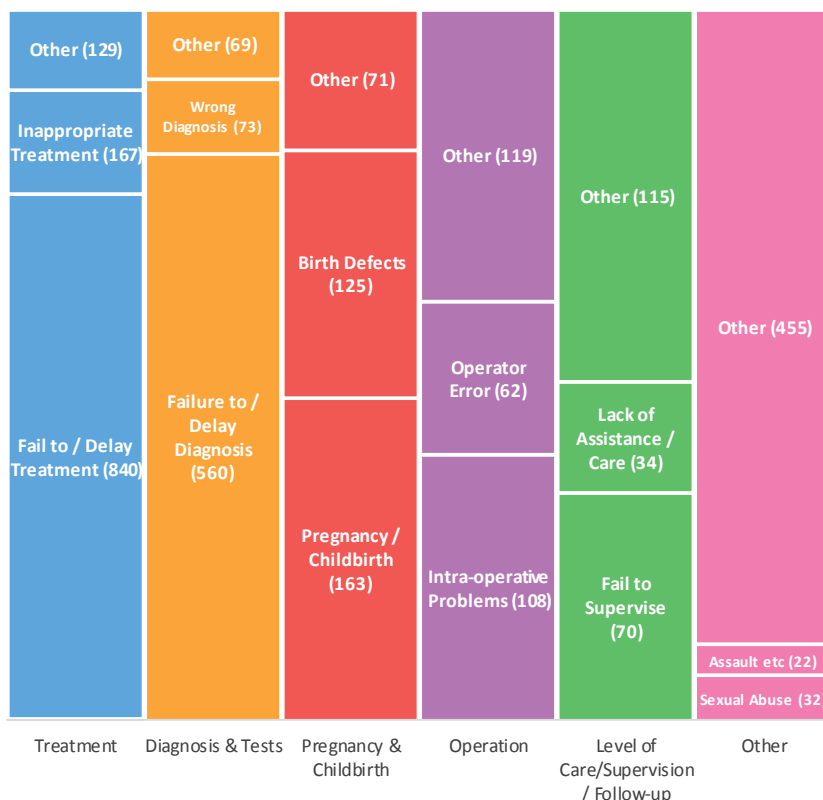 Other (129)
Inappropriate
Treatment (167)
Fail to / Delay
Treatment (840)
Other (69)
Wrong
Diagnosis (73)
Failure to /
Delay
Diagnosis
(560)
Other
(71)
Birth Defects
(125)
Pregnancy /
Childbirth
(163)
Other (119)
Operator
Error (62)
Intra-operative
Problems (108)
Other (115)
Lack of
Assistance /
Care (34)
Fail to
Supervise
(70)
Other (455)
Assault etc (22)
Sexual Abuse (32)
Treatment
Diagnosis & Tests
Pregnancy &
Childbirth
Operation
Level of
Care/Supervision
/ Follow-up
Other